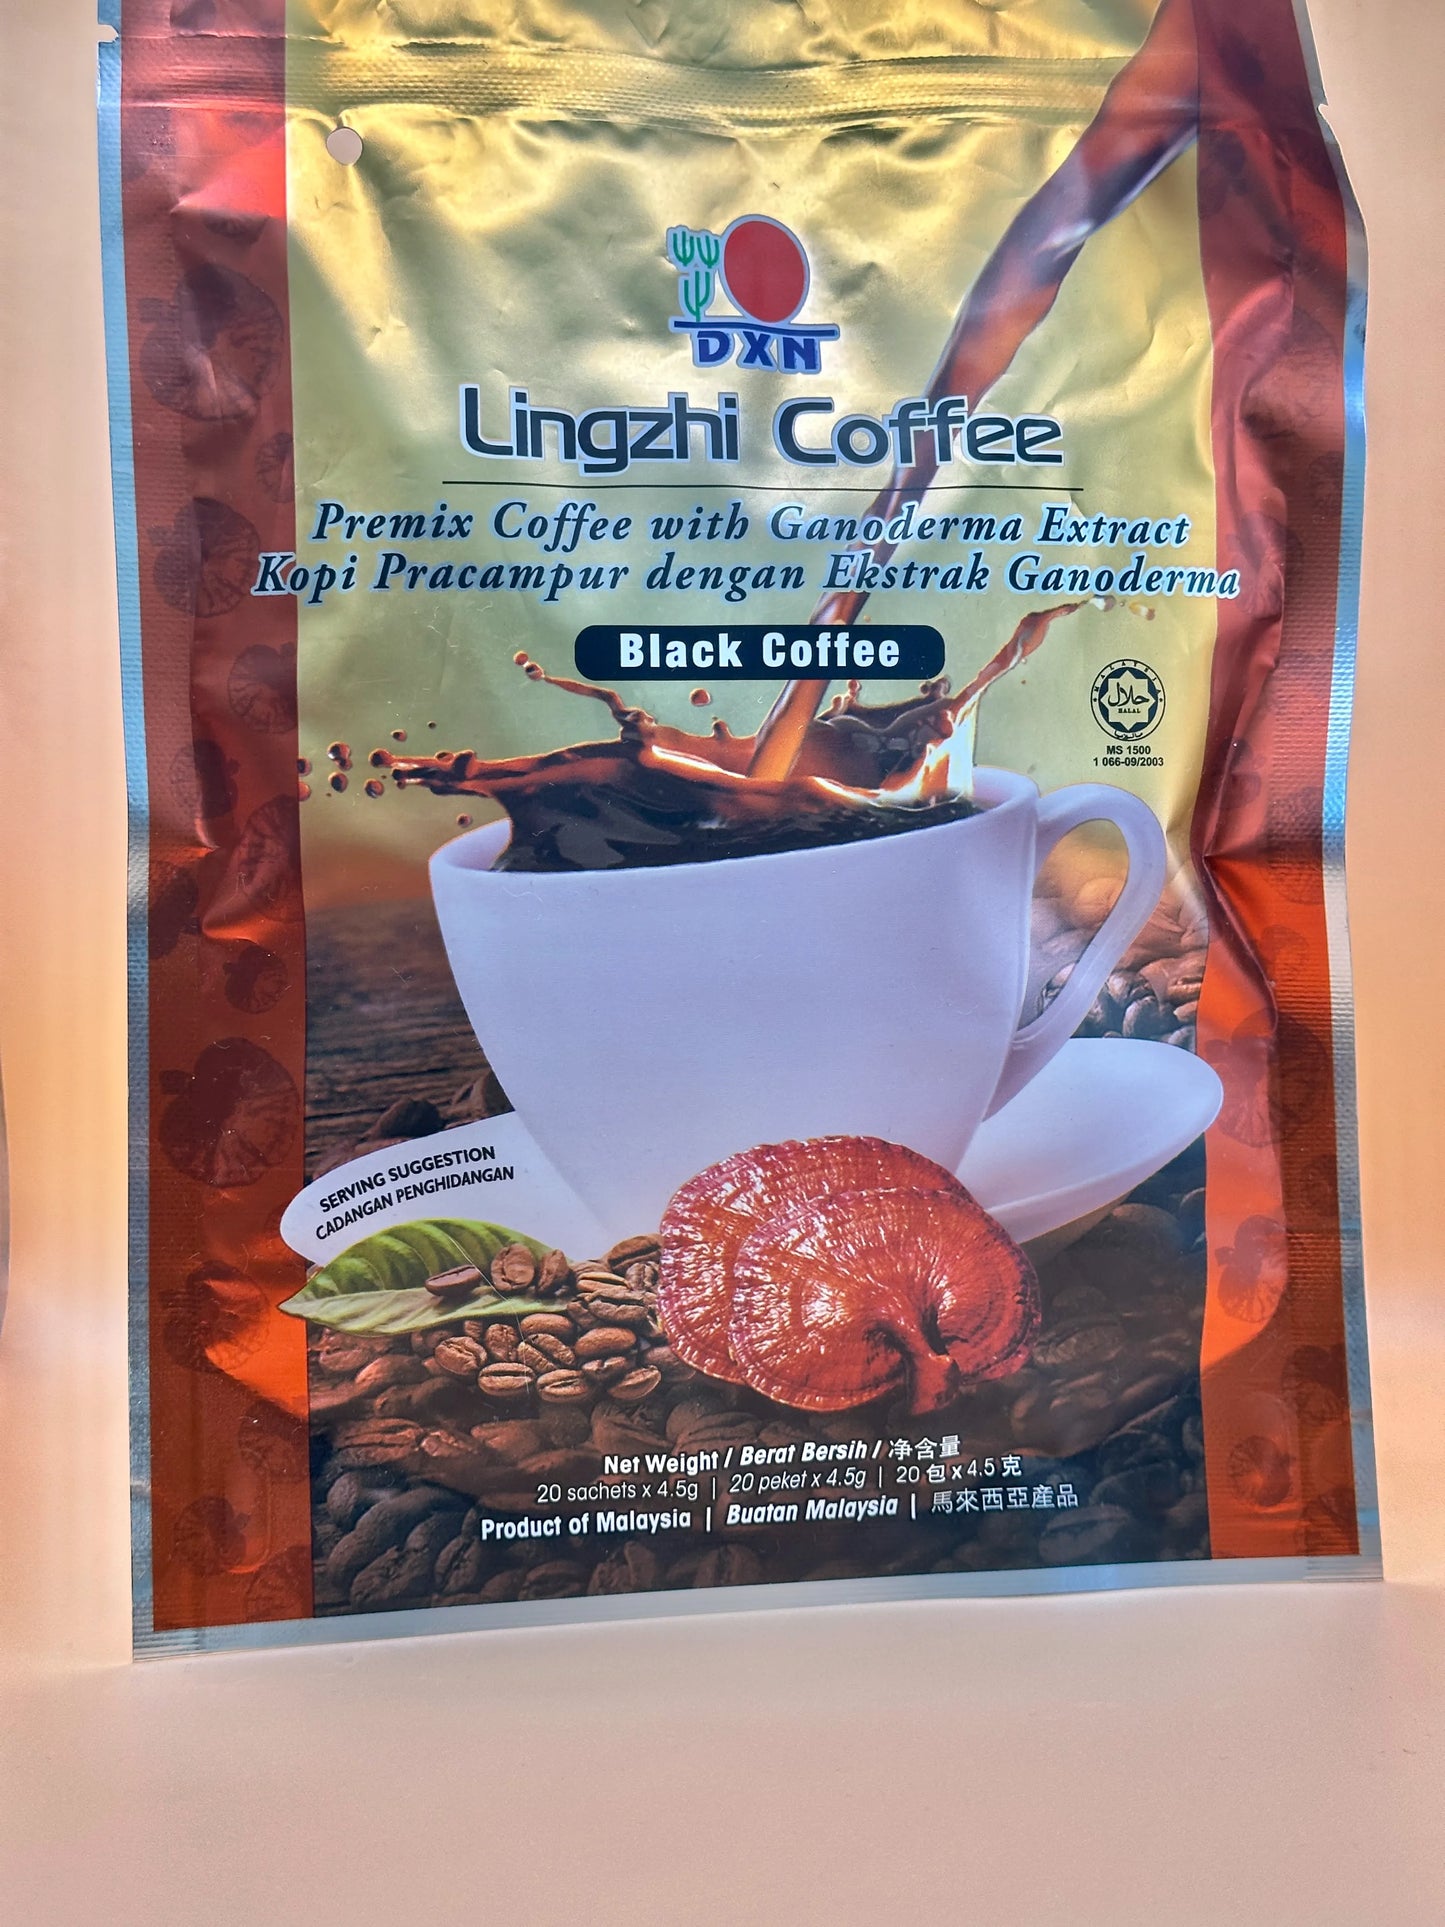 DXN
Lingzhi Coffee
Premix Coffee with Ganoderma Extract
Kopi Pracampur dengan Ekstrak Ganoderma
Black Coffee
حلال
HALAL
MS 1500
1 066-09/2003
SERVING SUGGESTION
CADANGAN PENGHIDANGAN
Net Weight / Berat Bersih / 净含量
20 sachets x 4.5g | 20 peket x 4.5g | 20 包 x 4.5 克
Product of Malaysia | Buatan Malaysia | 馬來西亞産品